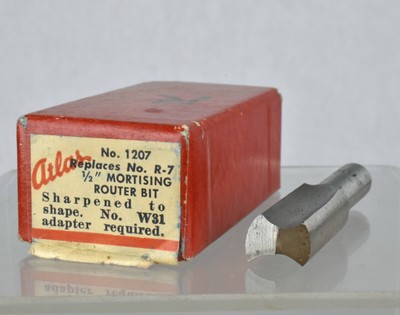 Atlas
No. 1207
Replaces No. R-7
½" MORTISING
ROUTER BIT
Sharpened to
shape. No. W31
adapter required.